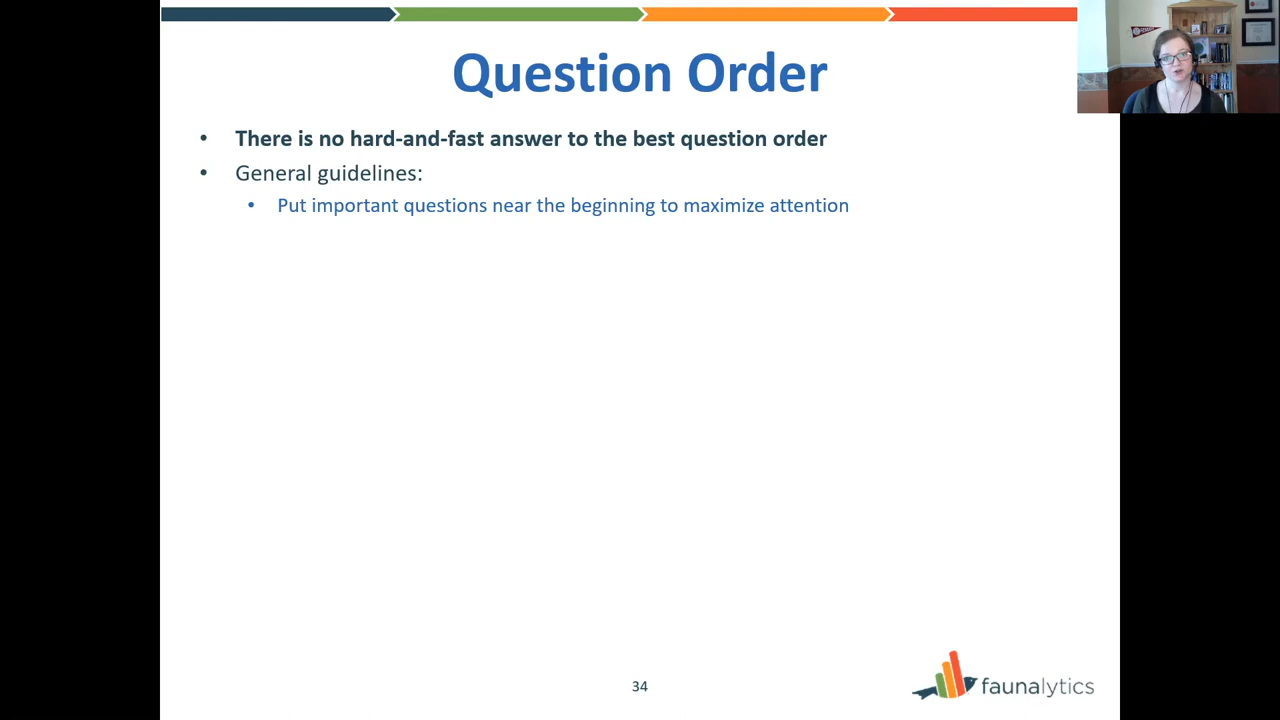 Question Order
• There is no hard-and-fast answer to the best question order
• General guidelines:
• Put important questions near the beginning to maximize attention
34
faunalytics